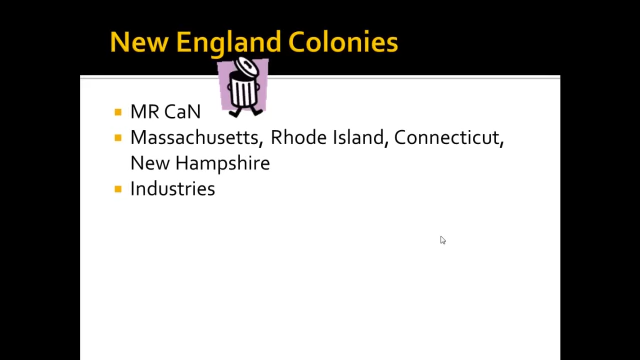 New England Colonies
MR CaN
Massachusetts, Rhode Island, Connecticut,
New Hampshire
Industries